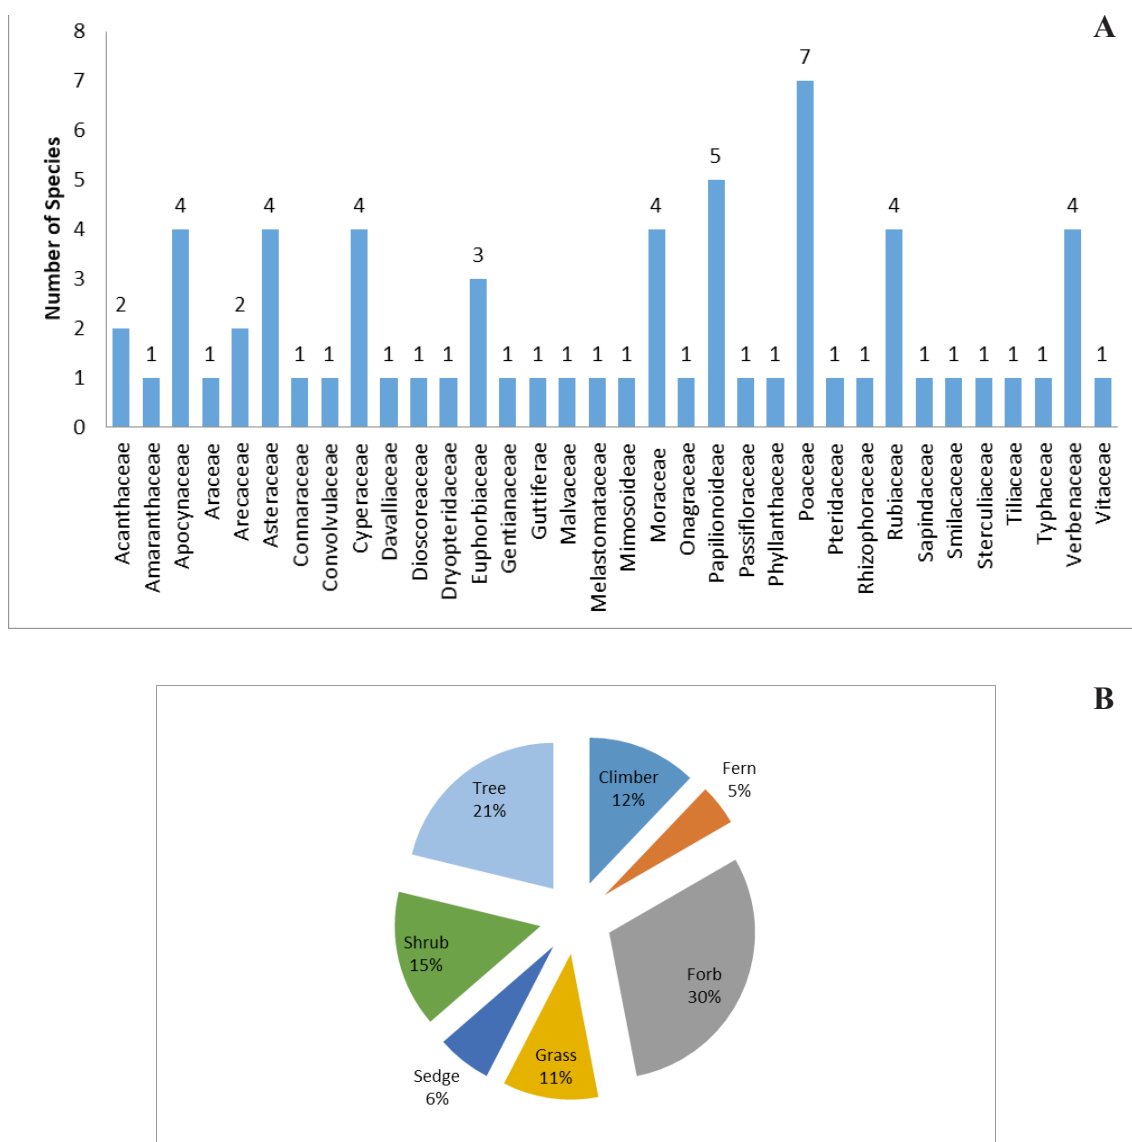 A
Number of Species
8
7
6
5
4
3
2
1
0
2
1
4
1
2
4
1
1
4
1
1
1
3
1
1
1
1
1
4
1
5
1
1
7
1
1
4
1
1
1
1
1
4
1
Acanthaceae
Amaranthaceae
Apocynaceae
Araceae
Arecaceae
Asteraceae
Connaraceae
Convolvulaceae
Cyperaceae
Davalliaceae
Dioscoreaceae
Dryopteridaceae
Euphorbiaceae
Gentianaceae
Guttiferae
Malvaceae
Melastomataceae
Mimosoideae
Moraceae
Onagraceae
Papilionoideae
Passifloraceae
Phyllanthaceae
Poaceae
Pteridaceae
Rhizophoraceae
Rubiaceae
Sapindaceae
Smilacaceae
Sterculiaceae
Tiliaceae
Typhaceae
Verbenaceae
Vitaceae
B
Climber
12%
Fern
5%
Forb
30%
Grass
11%
Sedge
6%
Shrub
15%
Tree
21%